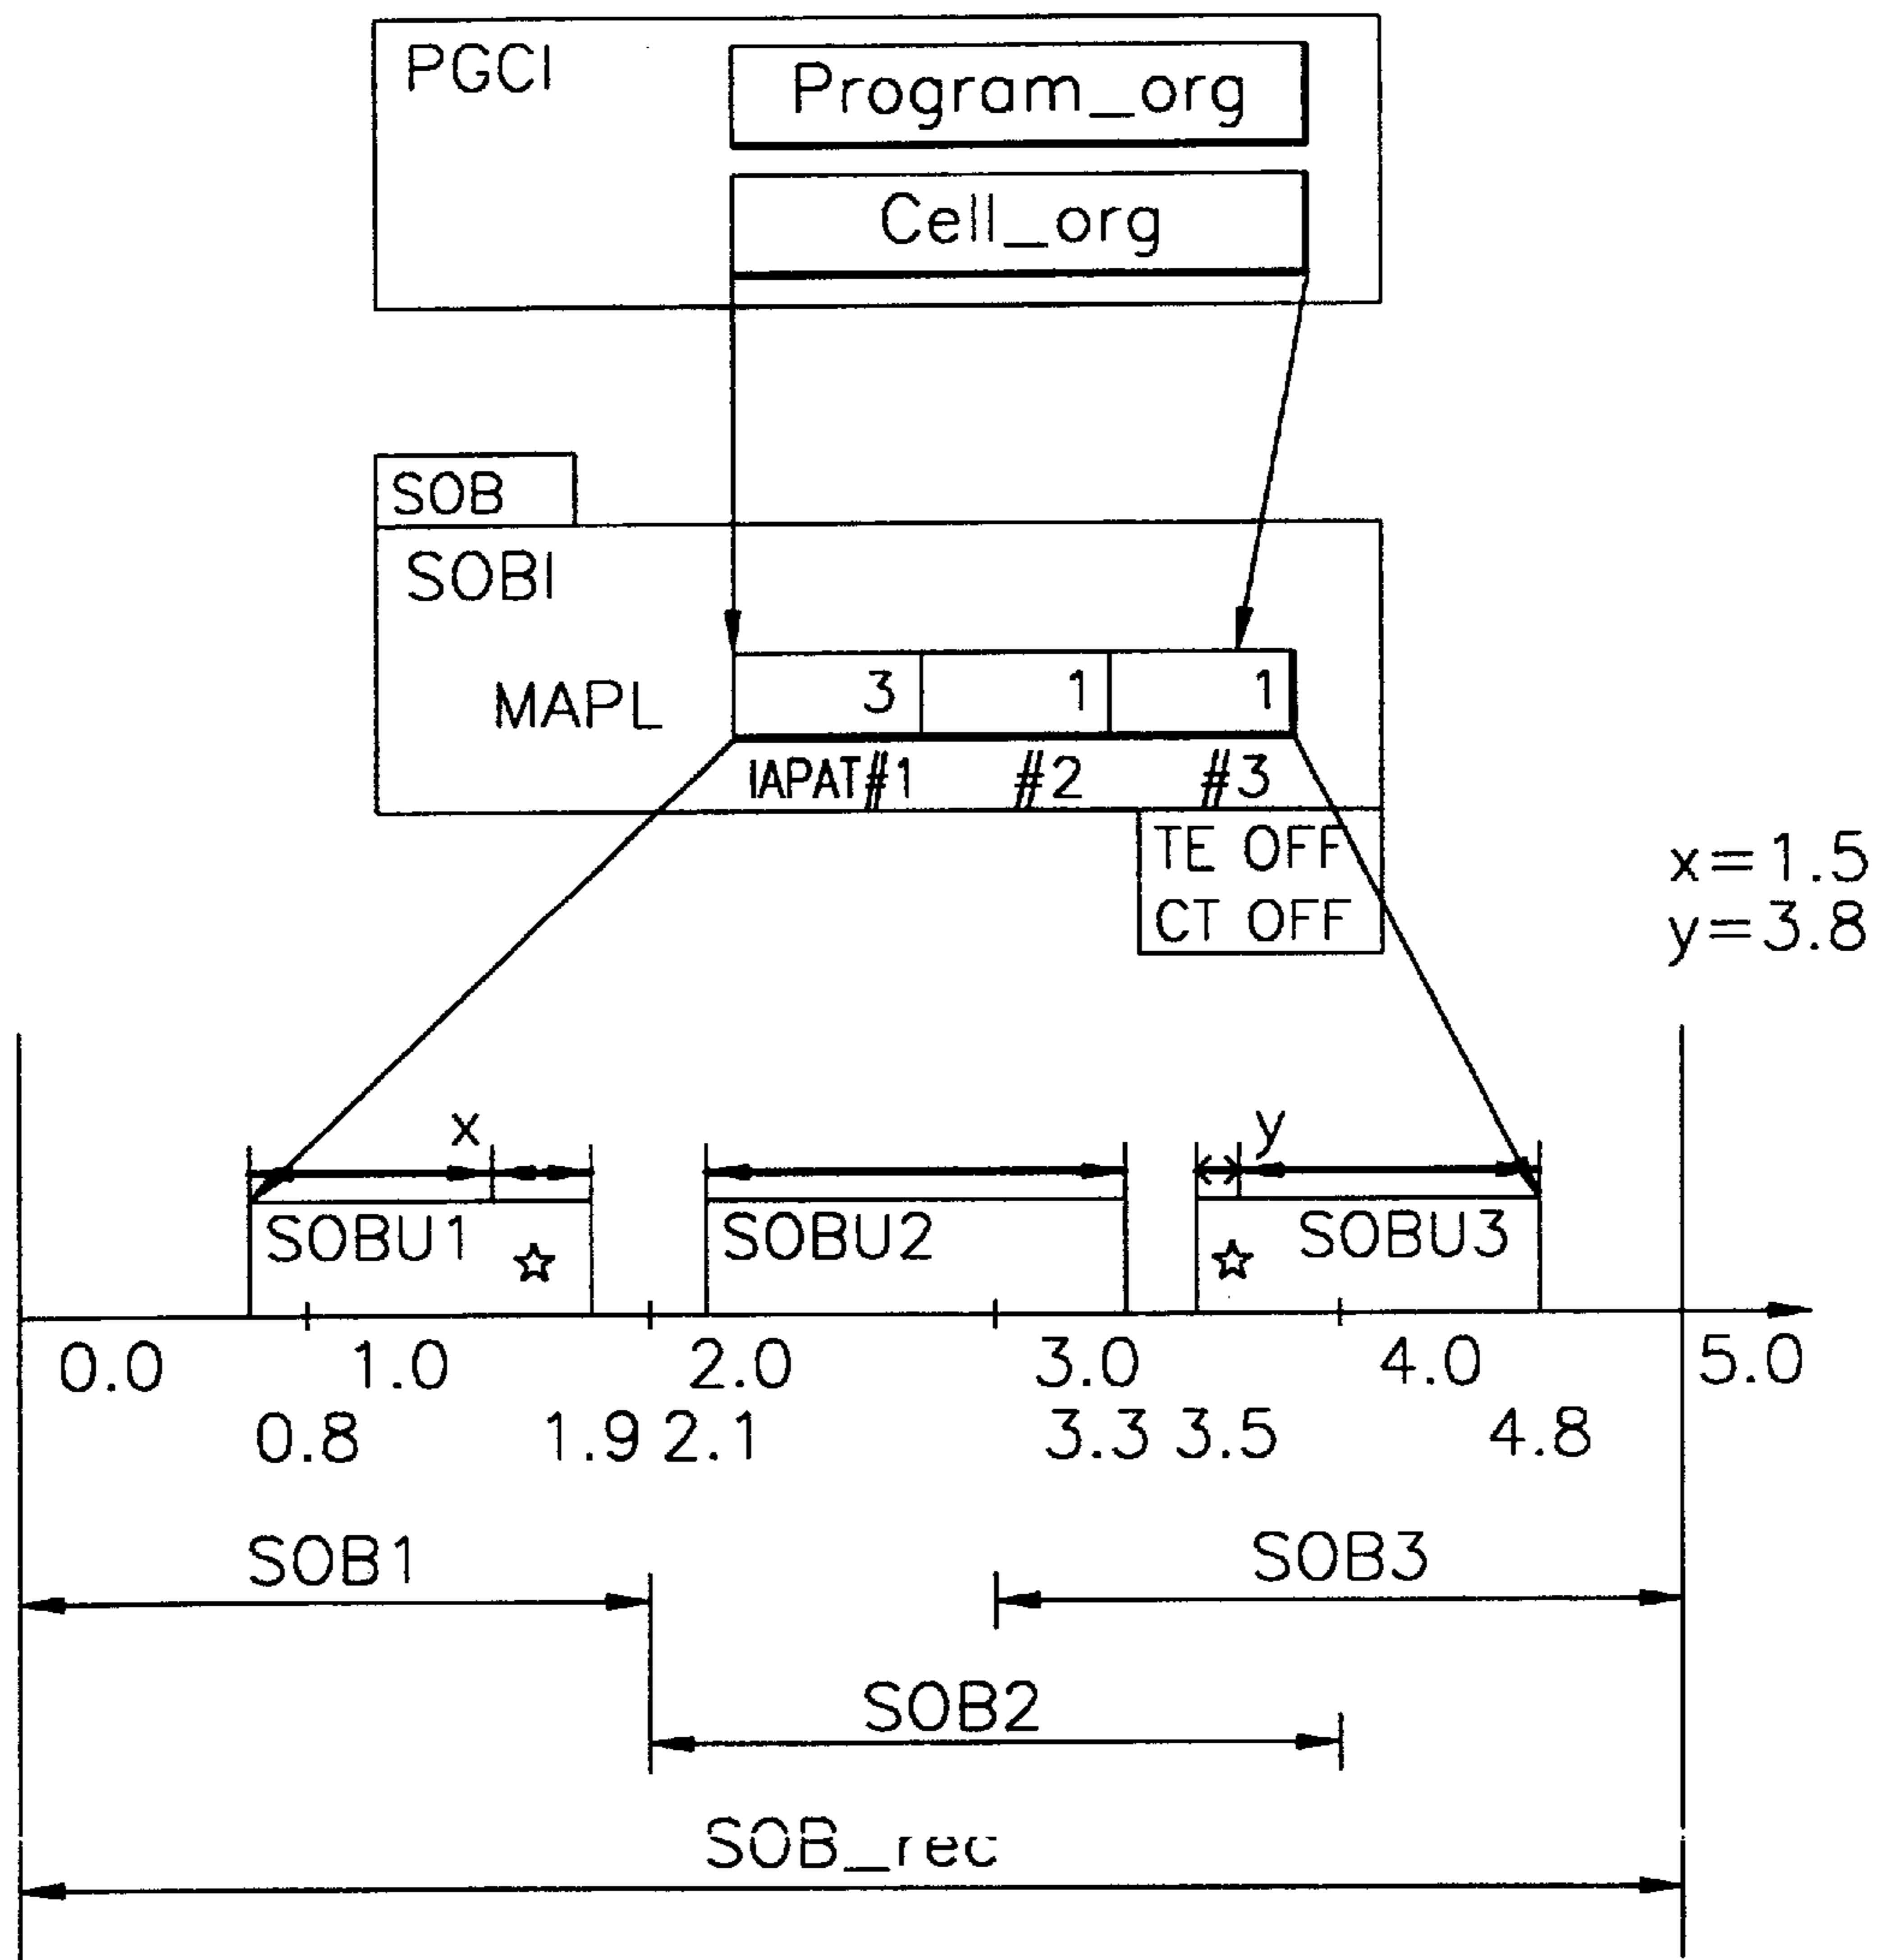 PGCI
Program_org
Cell_org
SOB
SOBI
MAPL 3 1 1
IAPAT#1 #2 #3
TE OFF
CT OFF
x=1.5
y=3.8
x y
SOBU1 ☆ SOBU2 ☆ SOBU3
0.0 1.0 2.0 3.0 4.0 5.0
0.8 1.9 2.1 3.3 3.5 4.8
SOB1 SOB3
SOB2
SOB_rec